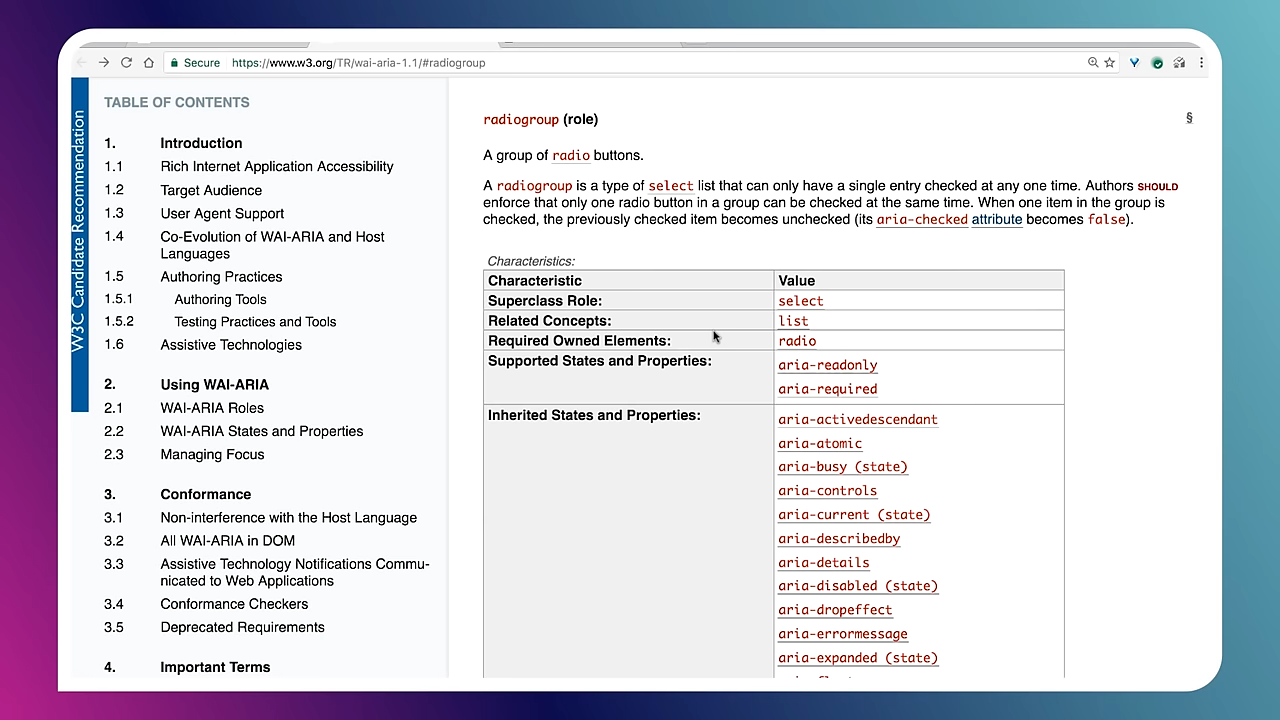 Secure
https://www.w3.org/TR/wai-aria-1.1/#radiogroup
W3C Candidate Recommendation
TABLE OF CONTENTS
1. Introduction
1.1 Rich Internet Application Accessibility
1.2 Target Audience
1.3 User Agent Support
1.4 Co-Evolution of WAI-ARIA and Host
Languages
1.5 Authoring Practices
1.5.1 Authoring Tools
1.5.2 Testing Practices and Tools
1.6 Assistive Technologies
2. Using WAI-ARIA
2.1 WAI-ARIA Roles
2.2 WAI-ARIA States and Properties
2.3 Managing Focus
3. Conformance
3.1 Non-interference with the Host Language
3.2 All WAI-ARIA in DOM
3.3 Assistive Technology Notifications Commu-
nicated to Web Applications
3.4 Conformance Checkers
3.5 Deprecated Requirements
4. Important Terms
radiogroup (role)
§
A group of radio buttons.
A radiogroup is a type of select list that can only have a single entry checked at any one time. Authors SHOULD
enforce that only one radio button in a group can be checked at the same time. When one item in the group is
checked, the previously checked item becomes unchecked (its aria-checked attribute becomes false).
Characteristics:
Characteristic Value
Superclass Role: select
Related Concepts: list
Required Owned Elements: radio
Supported States and Properties: aria-readonly
aria-required
Inherited States and Properties: aria-activedescendant
aria-atomic
aria-busy (state)
aria-controls
aria-current (state)
aria-describedby
aria-details
aria-disabled (state)
aria-dropeffect
aria-errormessage
aria-expanded (state)